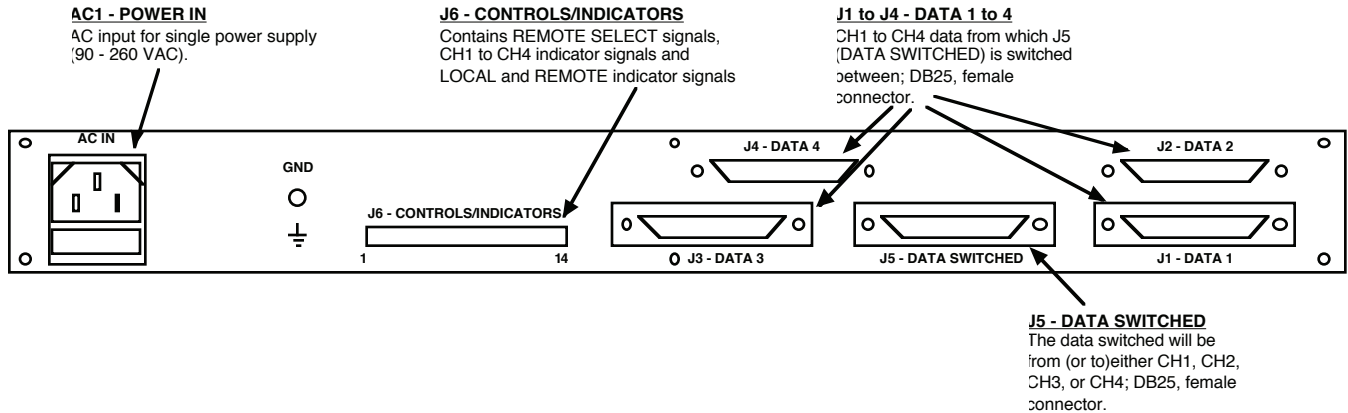 AC1 - POWER IN
AC input for single power supply
(90 - 260 VAC).
J6 - CONTROLS/INDICATORS
Contains REMOTE SELECT signals,
CH1 to CH4 indicator signals and
LOCAL and REMOTE indicator signals
J1 to J4 - DATA 1 to 4
CH1 to CH4 data from which J5
(DATA SWITCHED) is switched
between; DB25, female
connector.
AC IN
GND
J6 - CONTROLS/INDICATORS
1
14
J4 - DATA 4
J2 - DATA 2
J3 - DATA 3
J5 - DATA SWITCHED
J1 - DATA 1
J5 - DATA SWITCHED
The data switched will be
from (or to)either CH1, CH2,
CH3, or CH4; DB25, female
connector.